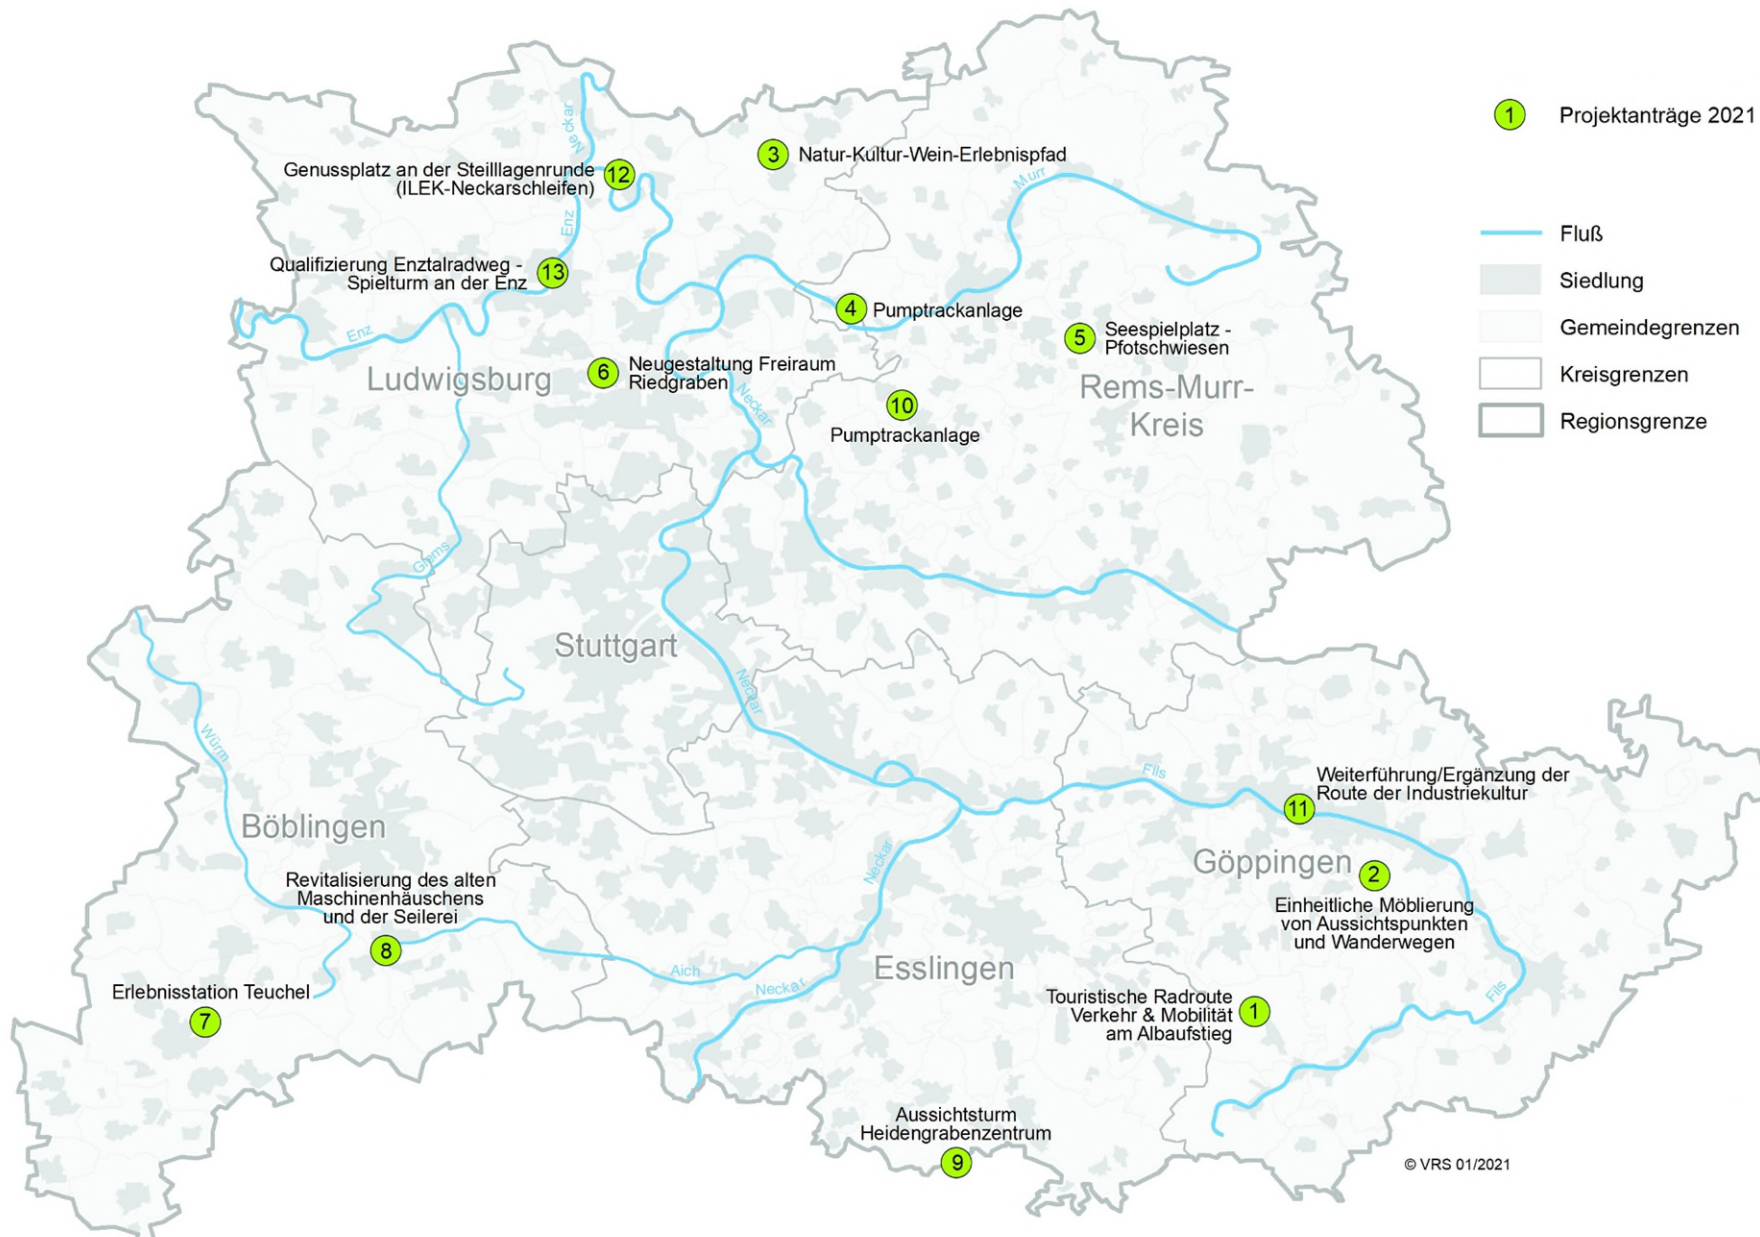 1 Projektanträge 2021
Fluß
Siedlung
Gemeindegrenzen
Kreisgrenzen
Regionsgrenze
Neckar
Genussplatz an der Steilllagenrunde
(ILEK-Neckarschleifen)
12
3 Natur-Kultur-Wein-Erlebnispfad
Murr
Enz
Qualifizierung Enztalradweg -
Spielturm an der Enz
13
4 Pumptrackanlage
5 Seespielplatz -
Pfotschwiesen
Enz
Ludwigsburg
6 Neugestaltung Freiraum
Riedgraben
Neckar
Rems-Murr-
Kreis
10
Pumptrackanlage
Glems
Stuttgart
Neckar
Würm
Böblingen
Fils
Weiterführung/Ergänzung der
Route der Industriekultur
11
Göppingen
2
Einheitliche Möblierung
von Aussichtspunkten
und Wanderwegen
Neckar
Revitalisierung des alten
Maschinenhäuschens
und der Seilerei
8
Aich
Neckar
Esslingen
Erlebnisstation Teuchel
7
Touristische Radroute
Verkehr & Mobilität
am Albaufstieg
1
Fils
Aussichtsturm
Heidengrabenzentrum
9
© VRS 01/2021